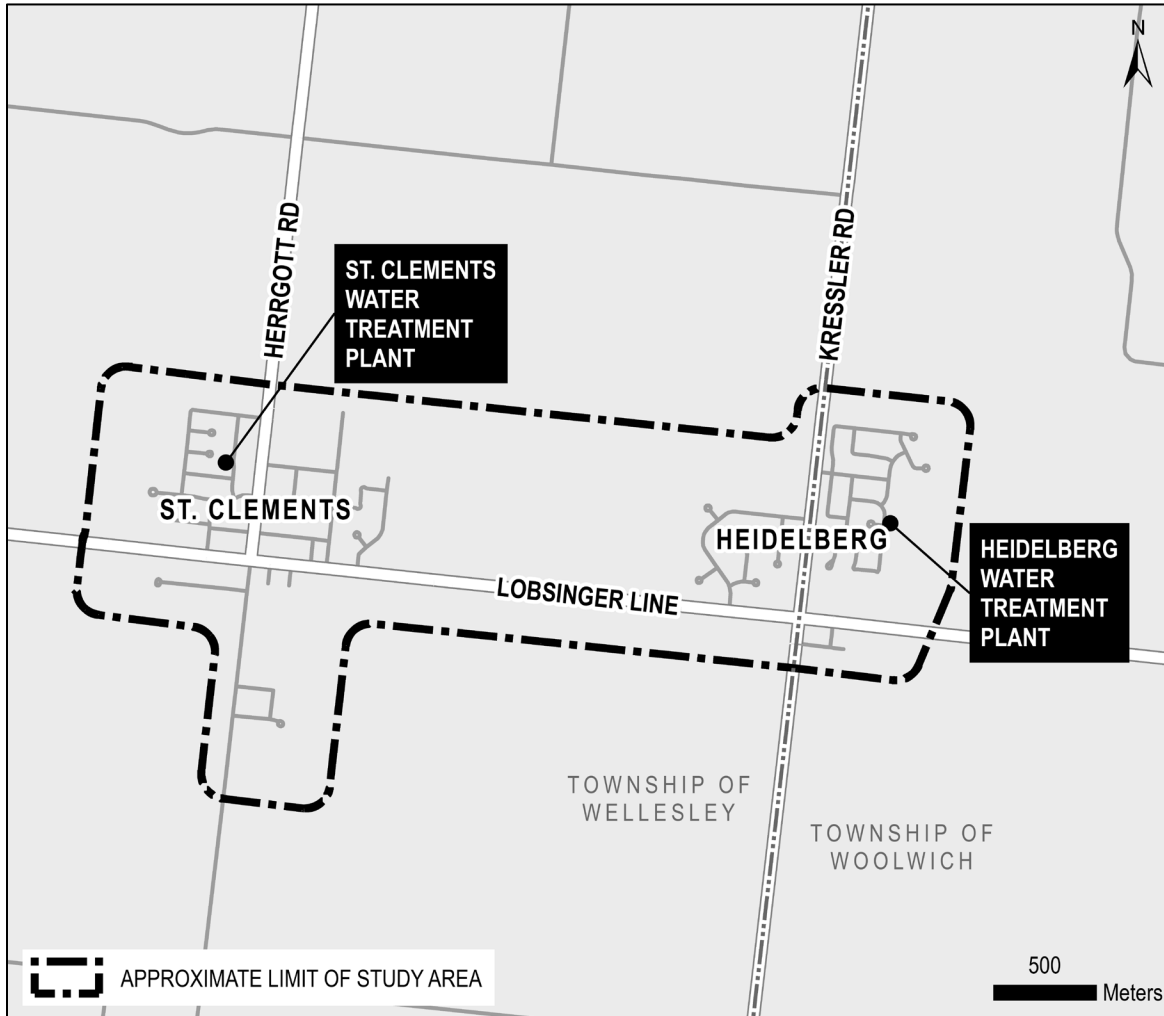 N
HERRGOTT RD
KRESSLER RD
ST. CLEMENTS
WATER
TREATMENT
PLANT
ST. CLEMENTS
HEIDELBERG
HEIDELBERG
WATER
TREATMENT
PLANT
LOBSINGER LINE
TOWNSHIP OF
WELLESLEY
TOWNSHIP OF
WOOLWICH
APPROXIMATE LIMIT OF STUDY AREA
500
Meters